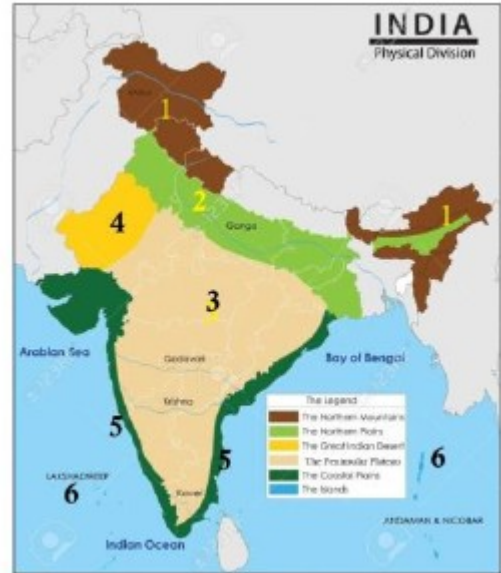 INDIA
Physical Division
1
2
Ganga
1
4
3
Arabian Sea
Godavari
Bay of Bengal
Krishna
The Legend
The Northern Mountains
The Northern Plains
The Great Indian Desert
The Peninsula Plateau
The Coastal Plains
The Islands
5
5
6
LAKSHADWEEP
6
Kaveri
ANDAMAN & NICOBAR
Indian Ocean